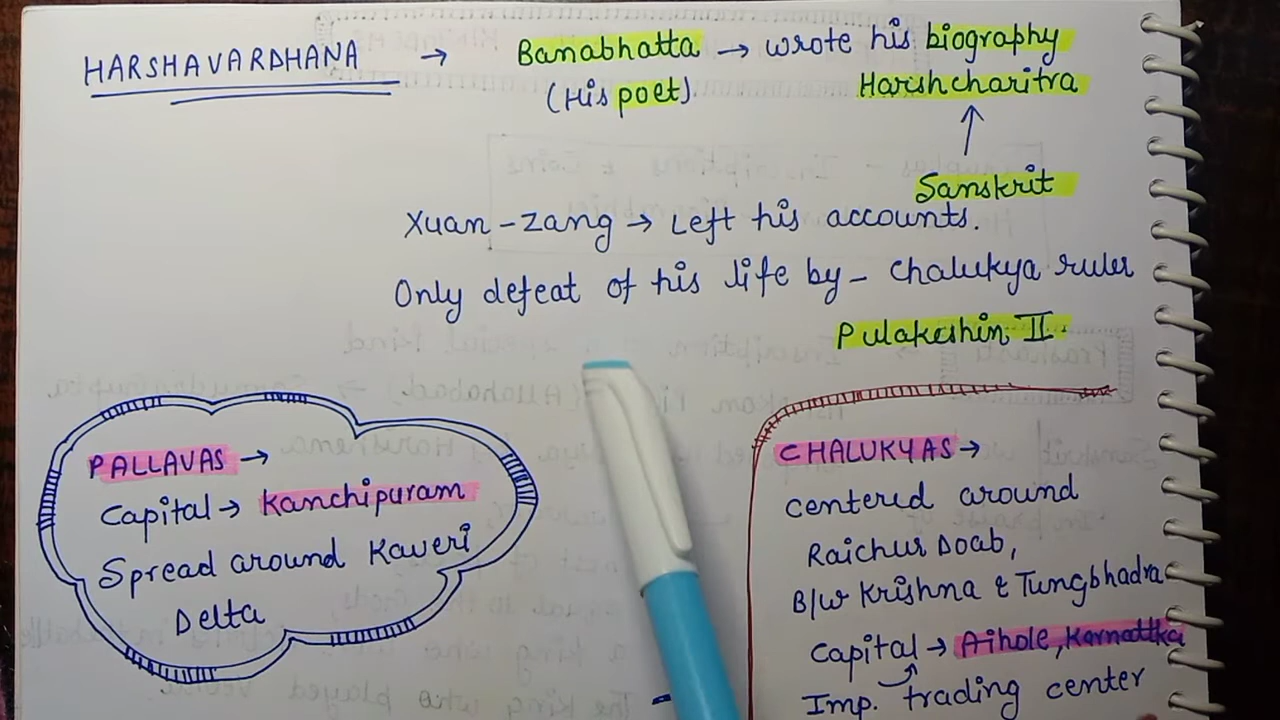 HARSHAVARDHANA → Banabhatta → wrote his biography
(His poet) Harshcharitra
↑
Sanskrit
Xuan-zang → Left his accounts.
Only defeat of his life by - Chalukya ruler
Pulakeshin II
PALLAVAS →
Capital → Kanchipuram
Spread around Kaveri
Delta
CHALUKYAS →
centered around
Raichur Doab,
B/w Krishna & Tungbhadra
Capital → Aihole, Karnattka
Imp. trading center